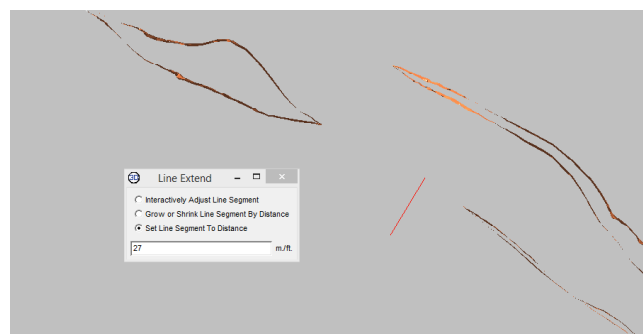 3D Line Extend
Interactively Adjust Line Segment
Grow or Shrink Line Segment By Distance
Set Line Segment To Distance
27 m./ft.